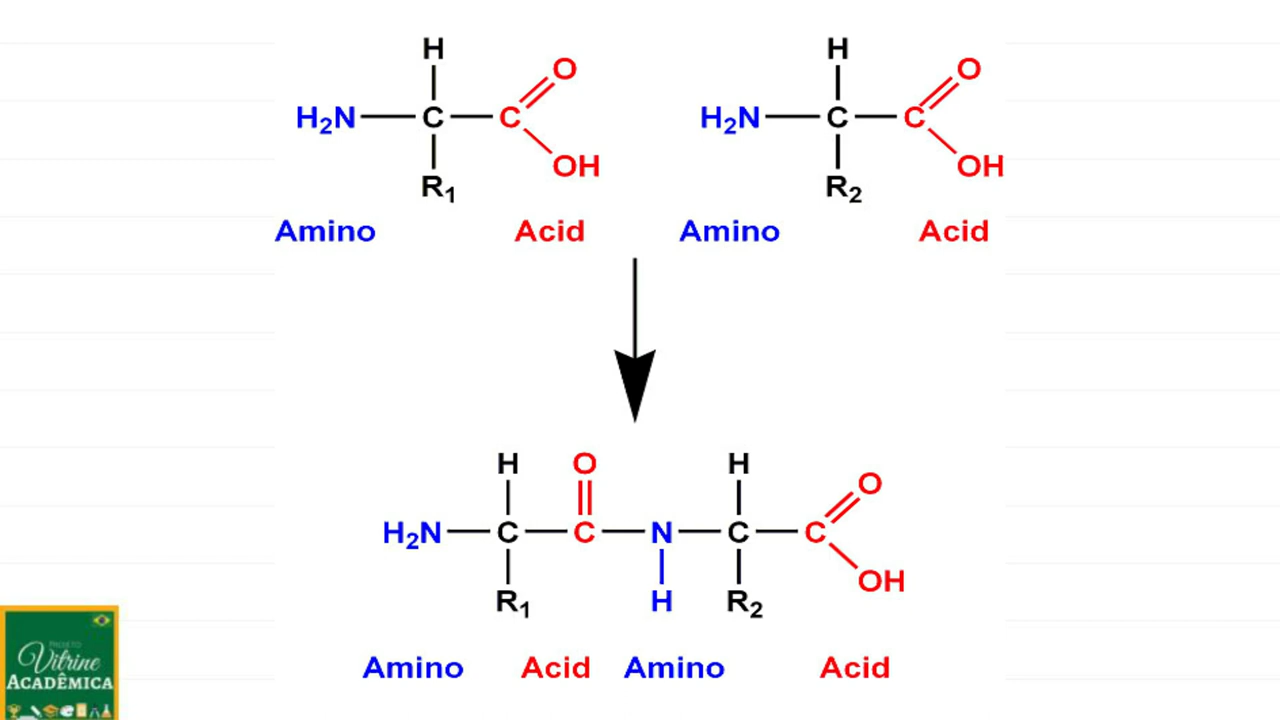 H H
O O
H₂N C C H₂N C C
OH OH
R₁ R₂
Amino Acid Amino Acid
H O H
O
H₂N C C N C C
OH
R₁ H R₂
Amino Acid Amino Acid
PROJETO
Vitrine
ACADÊMICA